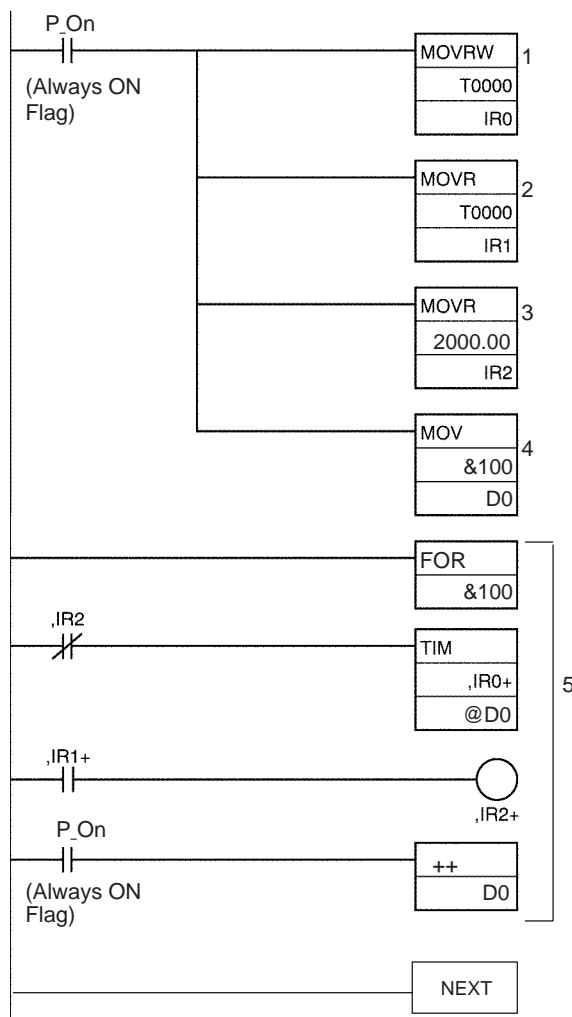 P_On
(Always ON
Flag)
MOVRW
1
T0000
IR0
MOVR
2
T0000
IR1
MOVR
3
2000.00
IR2
MOV
4
&100
D0
FOR
&100
,IR2
TIM
,IR0+
@D0
5
,IR1+
,IR2+
P_On
(Always ON
Flag)
++
D0
NEXT